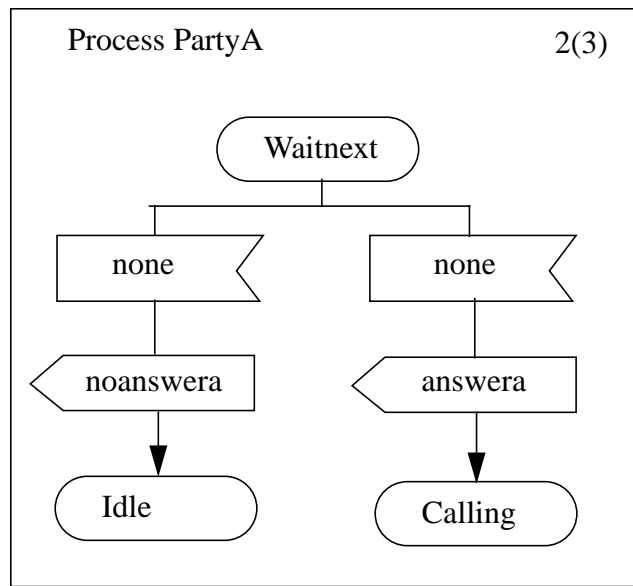 Process PartyA 2(3)
Waitnext
none none
noanswera answera
Idle Calling